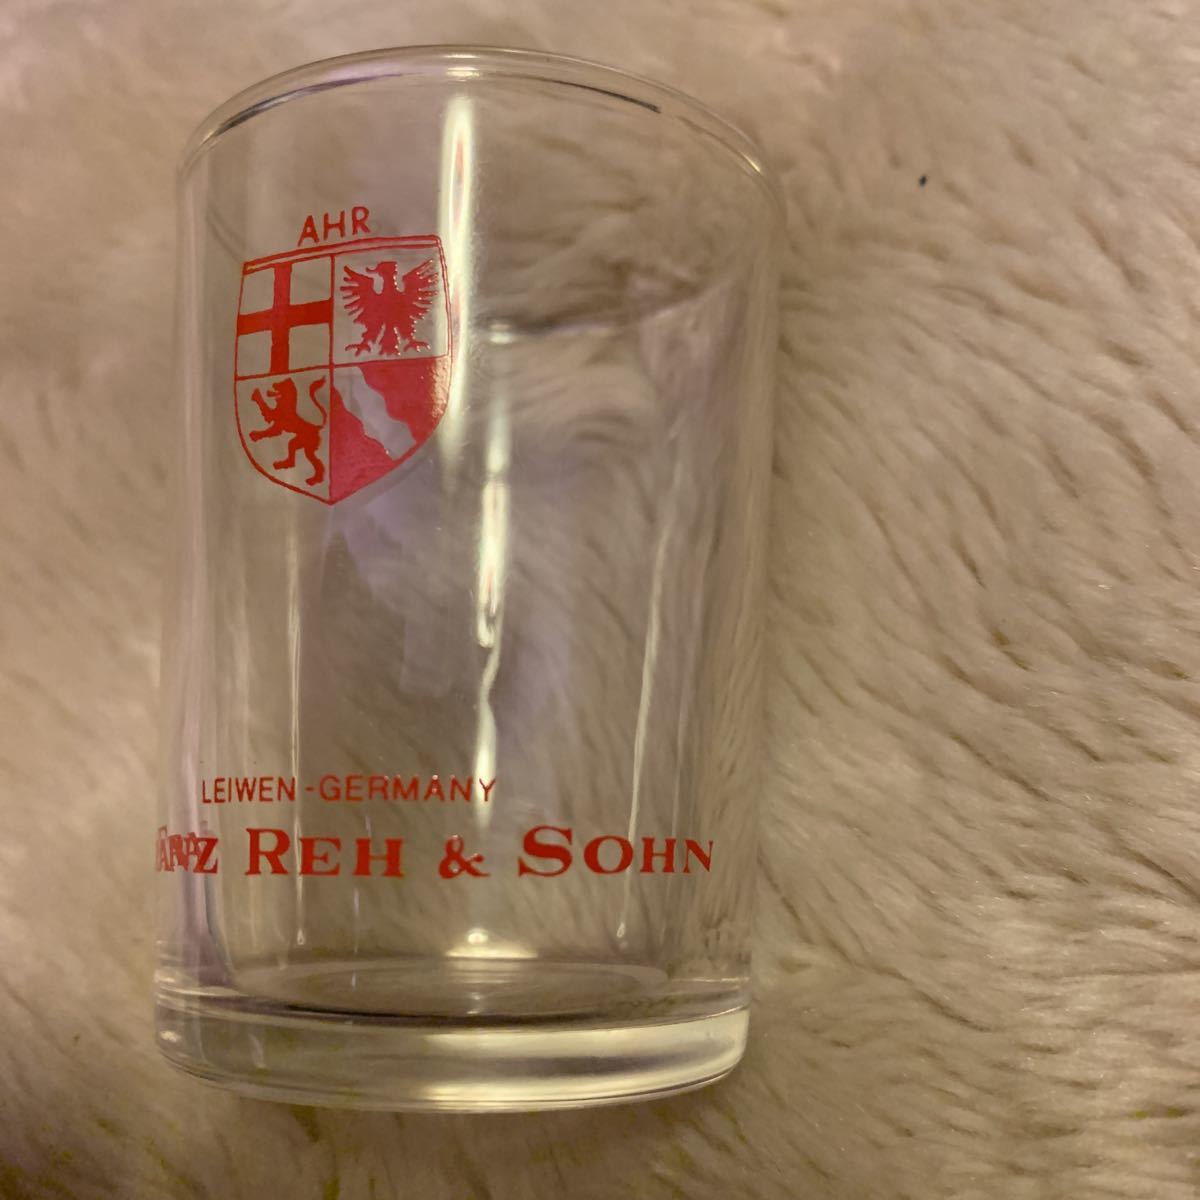 AHR
LEIWEN-GERMANY
REH & SOHN